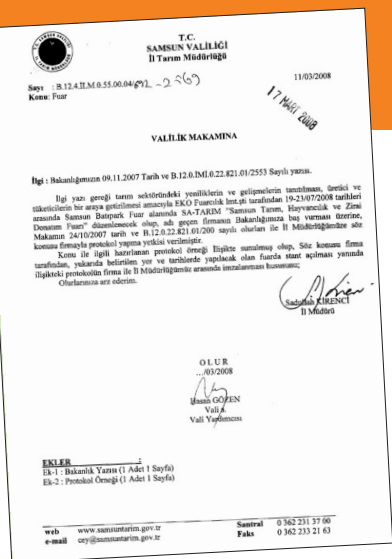 T.C.
SAMSUN VALİLİĞİ
İl Tarım Müdürlüğü
Sayı : B.12.4.İLM.0.55.00.04/
11/03/2008
Konu: Fuar
17 MART 2008
VALİLİK MAKAMINA
İlgi : Bakanlığımızın 09.11.2007 Tarih ve B.12.0.İMİ.0.22.821.01/2553 Sayılı yazısı.
İlgi yazı gereği tarım sektöründeki yeniliklerin ve gelişmelerin tanıtılması, üretici ve
tüketicilerin bir araya getirilmesi amacıyla EKO Fuarcılık lmt.şti tarafından 19-23/07/2008 tarihleri
arasında Samsun Batıpark Fuar alanında SA-TARIM "Samsun Tarım, Hayvancılık ve Zirai
Donatım Fuarı" düzenlenecek olup, adı geçen firmanın Bakanlığımıza baş vurması üzerine,
Makamın 24/10/2007 tarih ve B.12.0.22.821.01/200 sayılı olurları ile İl Müdürlüğümüze söz
konusu firmayla protokol yapma yetkisi verilmiştir.
Konu ile ilgili hazırlanan protokol örneği İlişikte sunulmuş olup, Söz konusu firma
tarafından, yukarıda belirtilen yer ve tarihlerde yapılacak olan fuarda stant açılması yanında
ilişikteki protokolün firma ile İl Müdürlüğümüz arasında imzalanması hususunu;
Olurlarınıza arz ederim.
Sadullah KİRENCİ
İl Müdürü
OLUR
.../03/2008
Hasan GÖZEN
Vali a.
Vali Yardımcısı
EKLER :
Ek-1 : Bakanlık Yazısı (1 Adet 1 Sayfa)
Ek-2 : Protokol Örneği (1 Adet 1 Sayfa)
web www.samsuntarim.gov.tr
Santral 0 362 231 37 00
e-mail cey@samsuntarim.gov.tr
Faks 0 362 233 21 63